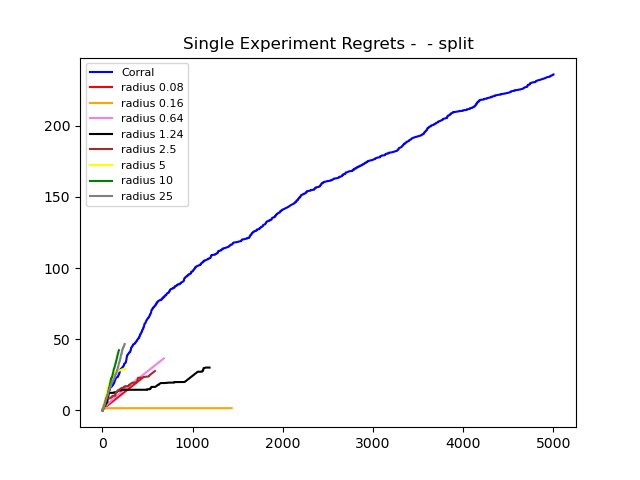 Single Experiment Regrets -  - split
Corral
radius 0.08
radius 0.16
radius 0.64
radius 1.24
radius 2.5
radius 5
radius 10
radius 25
200
150
100
50
0
0 1000 2000 3000 4000 5000